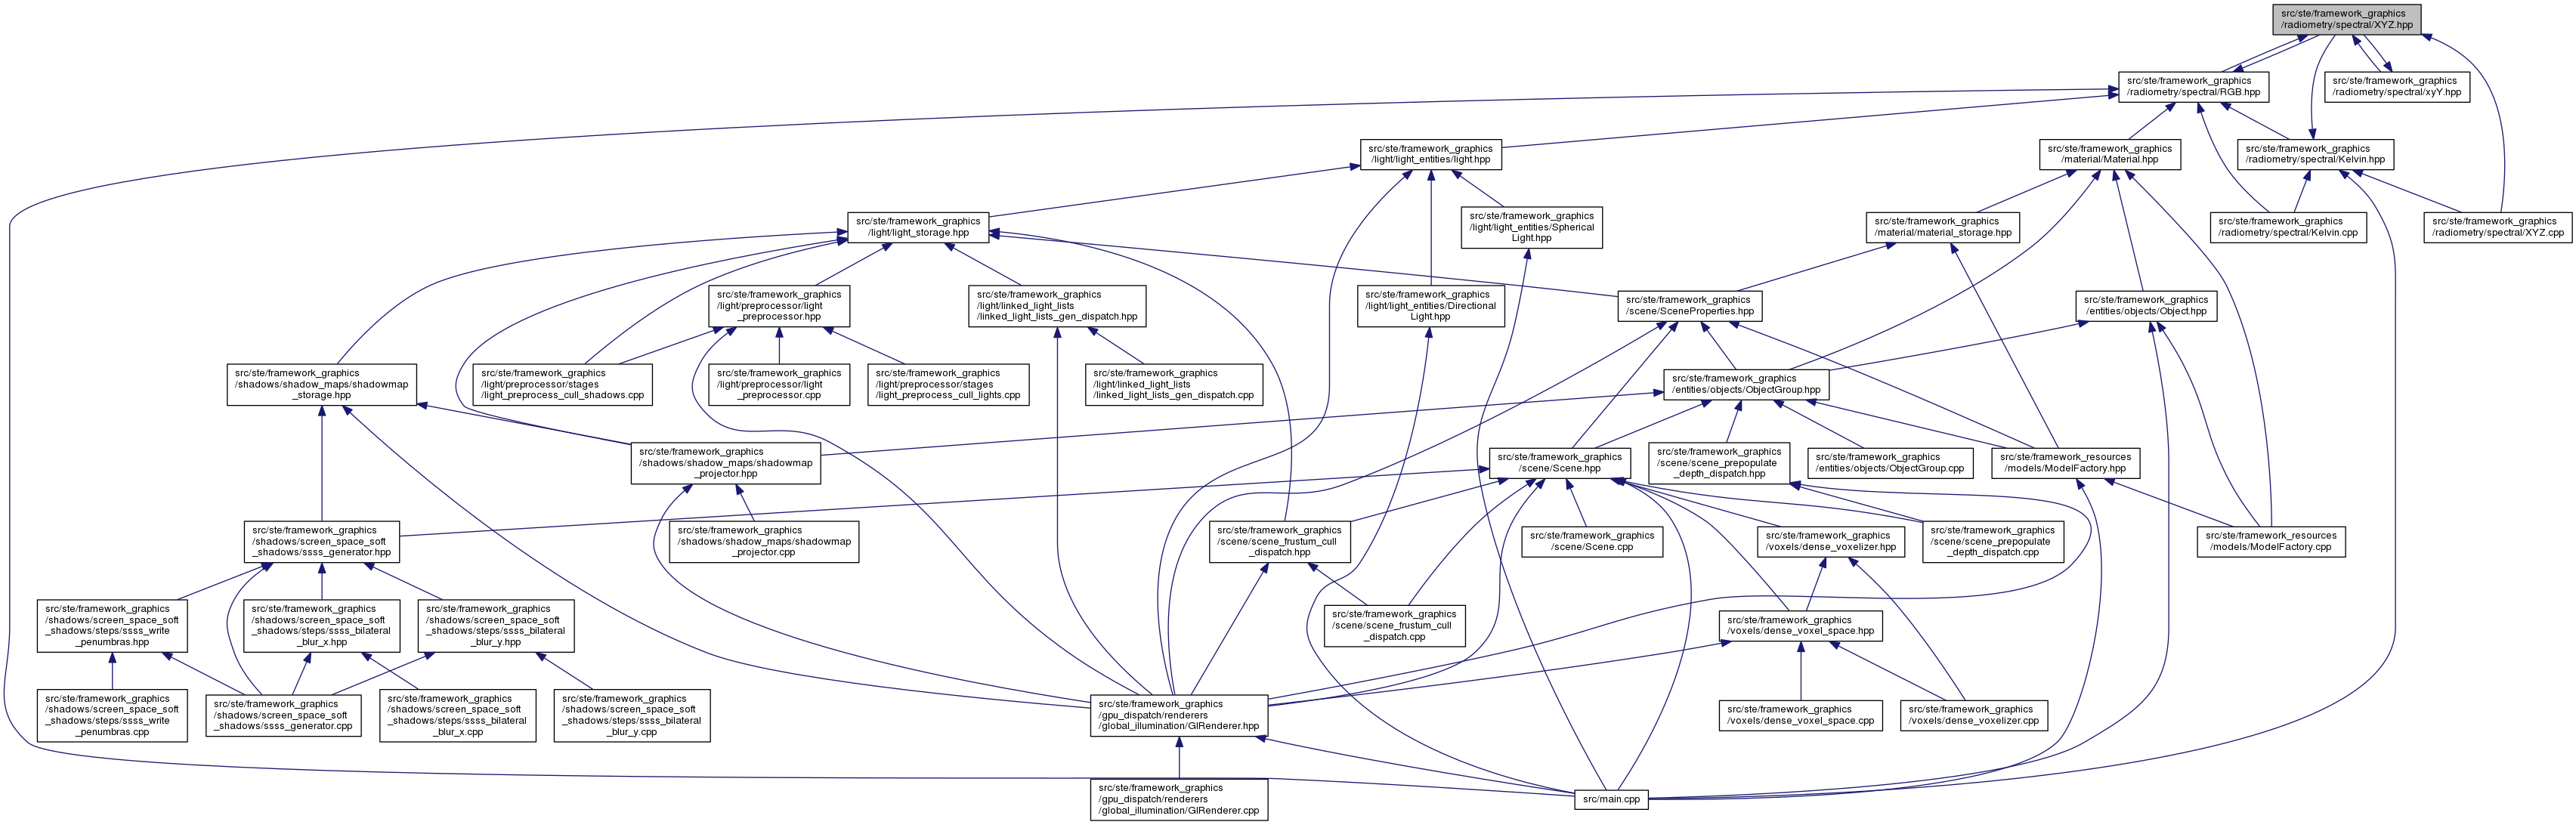 src/ste/framework_graphics
/radiometry/spectral/XYZ.hpp
src/ste/framework_graphics
/radiometry/spectral/RGB.hpp
src/ste/framework_graphics
/radiometry/spectral/xyY.hpp
src/ste/framework_graphics
/light/light_entities/light.hpp
src/ste/framework_graphics
/material/Material.hpp
src/ste/framework_graphics
/radiometry/spectral/Kelvin.hpp
src/ste/framework_graphics
/light/light_storage.hpp
src/ste/framework_graphics
/light/light_entities/Spherical
Light.hpp
src/ste/framework_graphics
/material/material_storage.hpp
src/ste/framework_graphics
/radiometry/spectral/Kelvin.cpp
src/ste/framework_graphics
/radiometry/spectral/XYZ.cpp
src/ste/framework_graphics
/light/preprocessor/light
_preprocessor.hpp
src/ste/framework_graphics
/light/linked_light_lists
/linked_light_lists_gen_dispatch.hpp
src/ste/framework_graphics
/light/light_entities/Directional
Light.hpp
src/ste/framework_graphics
/scene/SceneProperties.hpp
src/ste/framework_graphics
/entities/objects/Object.hpp
src/ste/framework_graphics
/shadows/shadow_maps/shadowmap
_storage.hpp
src/ste/framework_graphics
/light/preprocessor/stages
/light_preprocess_cull_shadows.cpp
src/ste/framework_graphics
/light/preprocessor/light
_preprocessor.cpp
src/ste/framework_graphics
/light/preprocessor/stages
/light_preprocess_cull_lights.cpp
src/ste/framework_graphics
/light/linked_light_lists
/linked_light_lists_gen_dispatch.cpp
src/ste/framework_graphics
/entities/objects/ObjectGroup.hpp
src/ste/framework_graphics
/shadows/shadow_maps/shadowmap
_projector.hpp
src/ste/framework_graphics
/scene/Scene.hpp
src/ste/framework_graphics
/scene/scene_prepopulate
_depth_dispatch.hpp
src/ste/framework_graphics
/entities/objects/ObjectGroup.cpp
src/ste/framework_resources
/models/ModelFactory.hpp
src/ste/framework_graphics
/shadows/screen_space_soft
_shadows/ssss_generator.hpp
src/ste/framework_graphics
/shadows/shadow_maps/shadowmap
_projector.cpp
src/ste/framework_graphics
/scene/scene_frustum_cull
_dispatch.hpp
src/ste/framework_graphics
/scene/Scene.cpp
src/ste/framework_graphics
/voxels/dense_voxelizer.hpp
src/ste/framework_graphics
/scene/scene_prepopulate
_depth_dispatch.cpp
src/ste/framework_resources
/models/ModelFactory.cpp
src/ste/framework_graphics
/shadows/screen_space_soft
_shadows/steps/ssss_write
_penumbras.hpp
src/ste/framework_graphics
/shadows/screen_space_soft
_shadows/steps/ssss_bilateral
_blur_x.hpp
src/ste/framework_graphics
/shadows/screen_space_soft
_shadows/steps/ssss_bilateral
_blur_y.hpp
src/ste/framework_graphics
/scene/scene_frustum_cull
_dispatch.cpp
src/ste/framework_graphics
/voxels/dense_voxel_space.hpp
src/ste/framework_graphics
/shadows/screen_space_soft
_shadows/steps/ssss_write
_penumbras.cpp
src/ste/framework_graphics
/shadows/screen_space_soft
_shadows/ssss_generator.cpp
src/ste/framework_graphics
/shadows/screen_space_soft
_shadows/steps/ssss_bilateral
_blur_x.cpp
src/ste/framework_graphics
/shadows/screen_space_soft
_shadows/steps/ssss_bilateral
_blur_y.cpp
src/ste/framework_graphics
/gpu_dispatch/renderers
/global_illumination/GIRenderer.hpp
src/ste/framework_graphics
/voxels/dense_voxel_space.cpp
src/ste/framework_graphics
/voxels/dense_voxelizer.cpp
src/ste/framework_graphics
/gpu_dispatch/renderers
/global_illumination/GIRenderer.cpp
src/main.cpp